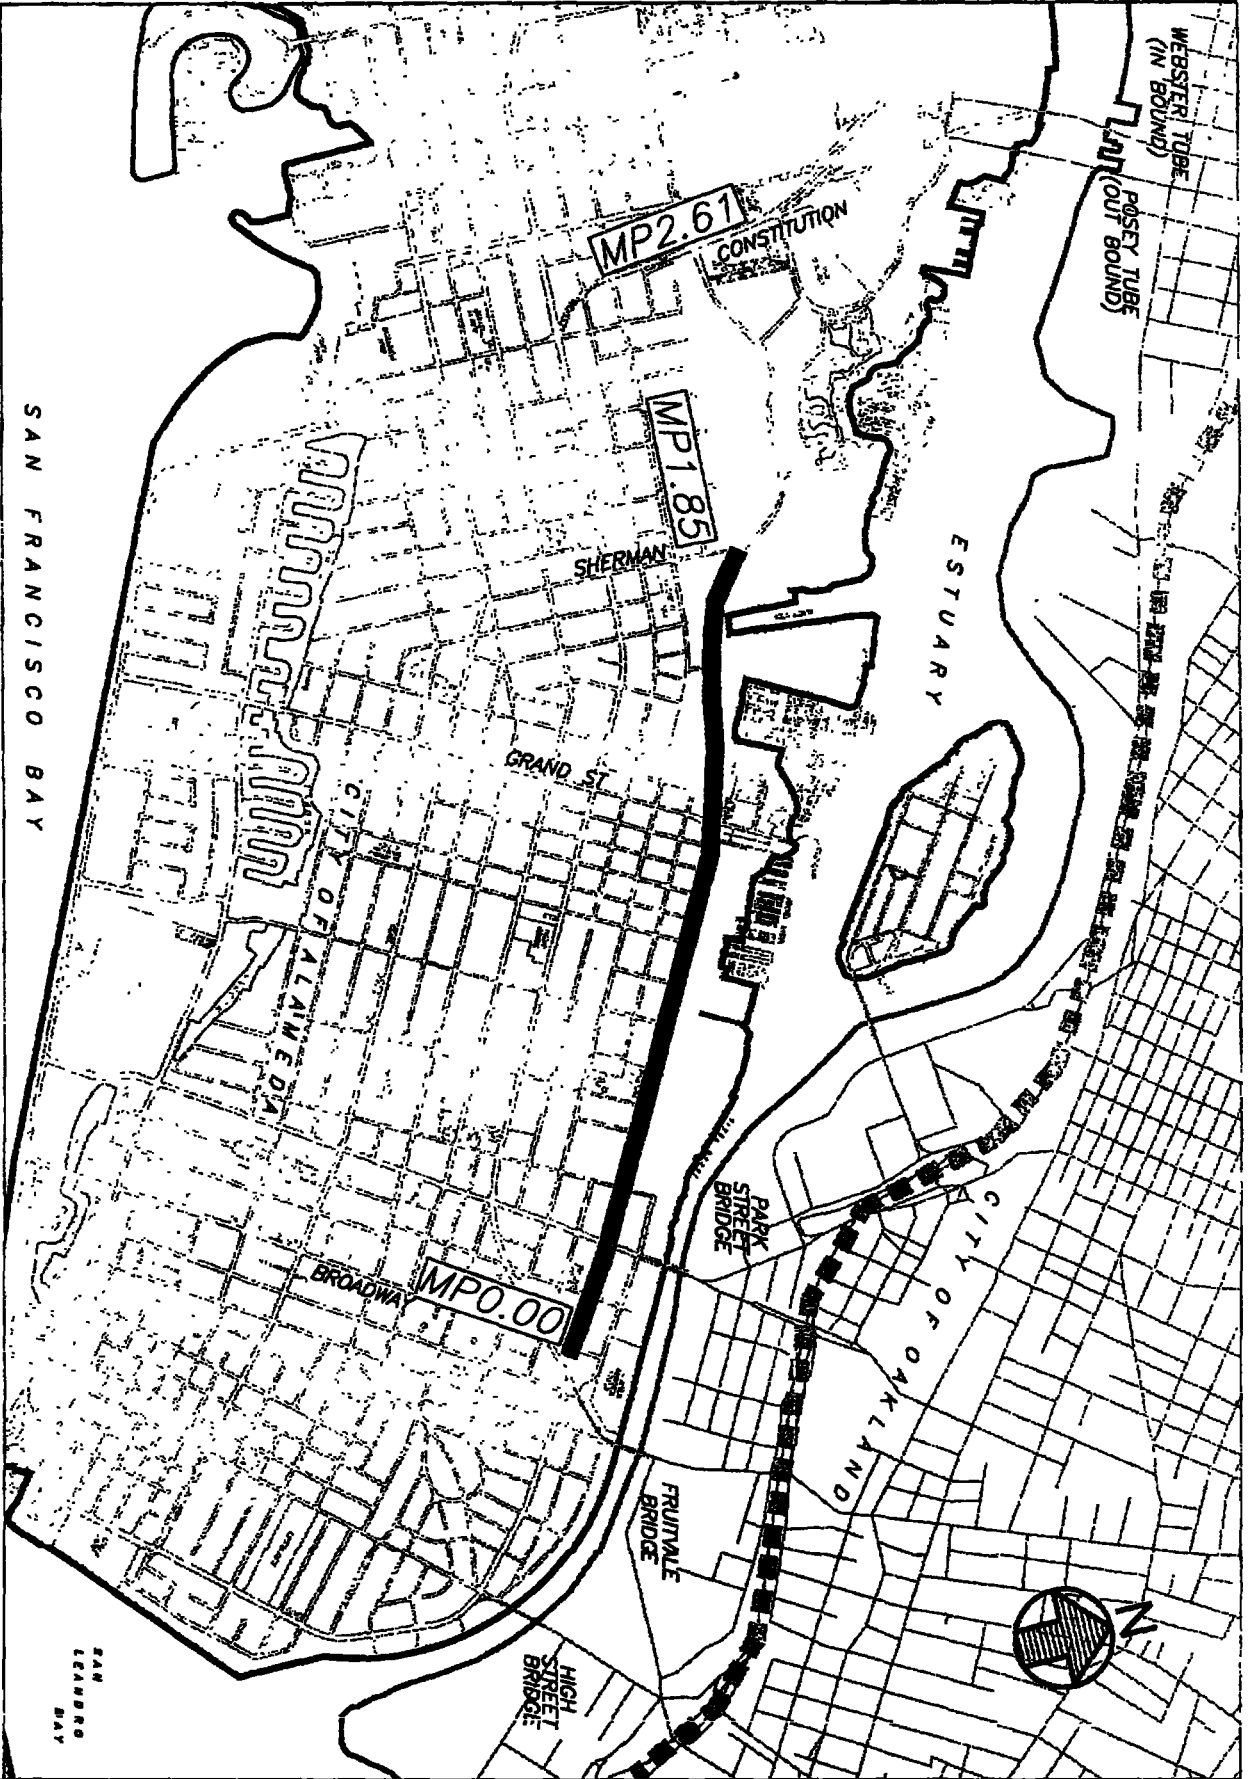 WEBSTER TUBE
(IN BOUND)
POSEY TUBE
(OUT BOUND)
CONSTITUTION
MP2.61
MP1.85
SHERMAN
ESTUARY
GRAND ST
CITY OF ALAMEDA
SAN FRANCISCO BAY
PARK
STREET
BRIDGE
CITY OF OAKLAND
BROADWAY
MP0.00
FRUITVALE
BRIDGE
HIGH
STREET
BRIDGE
N
SAN
LEANDRO
BAY